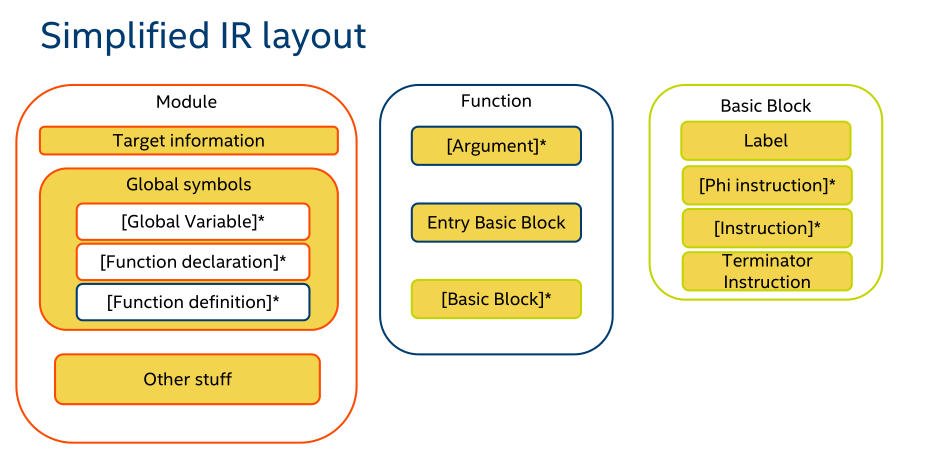 Simplified IR layout
Module
Target information
Global symbols
[Global Variable]*
[Function declaration]*
[Function definition]*
Other stuff
Function
[Argument]*
Entry Basic Block
[Basic Block]*
Basic Block
Label
[Phi instruction]*
[Instruction]*
Terminator
Instruction